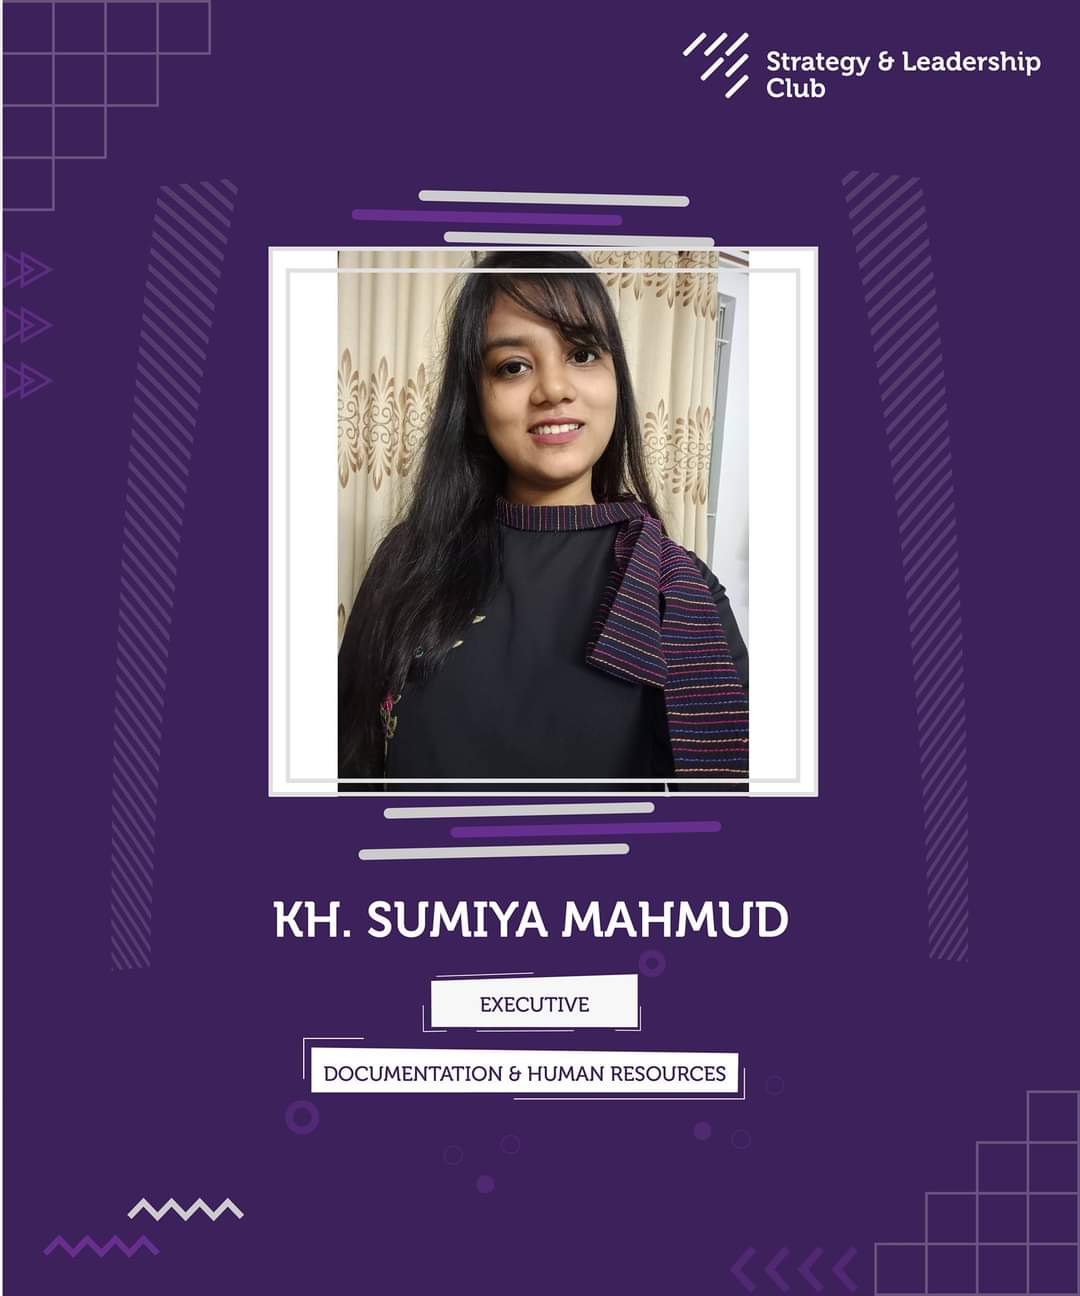 Strategy & Leadership
Club
KH. SUMIYA MAHMUD
EXECUTIVE
DOCUMENTATION & HUMAN RESOURCES